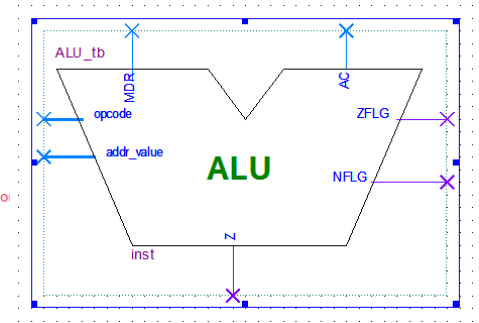 ALU_tb
MDR
AC
opcode
ZFLG
addr_value
ALU
NFLG
Z
inst